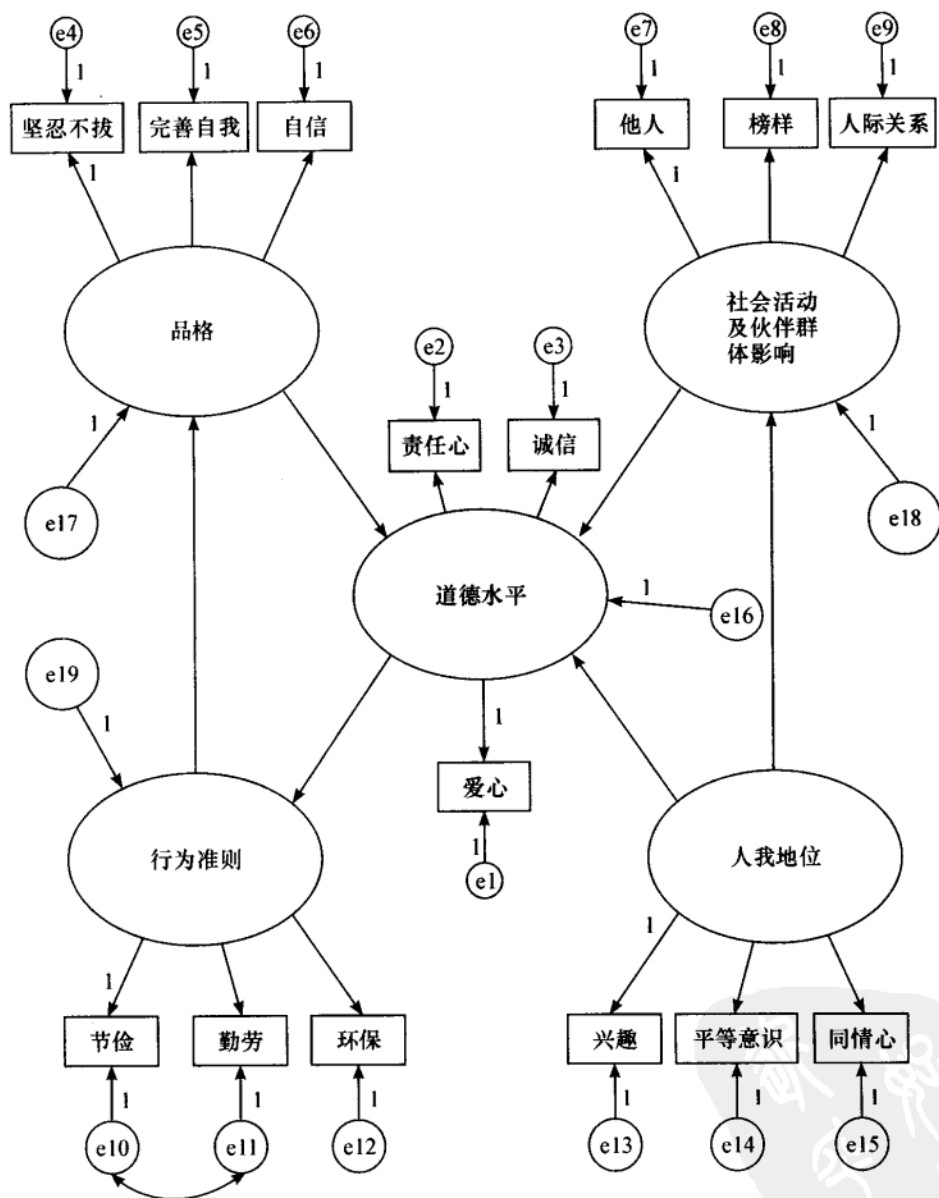 e4
e5
e6
e7
e8
e9
1
1
1
1
1
1
坚忍不拔
完善自我
自信
他人
榜样
人际关系
1
1
品格
社会活动
及伙伴群
体影响
e2
e3
1
1
1
1
责任心
诚信
e17
e18
道德水平
1
e16
e19
1
1
爱心
1
e1
行为准则
人我地位
1
1
节俭
勤劳
环保
兴趣
平等意识
同情心
1
1
1
1
1
1
e10
e11
e12
e13
e14
e15